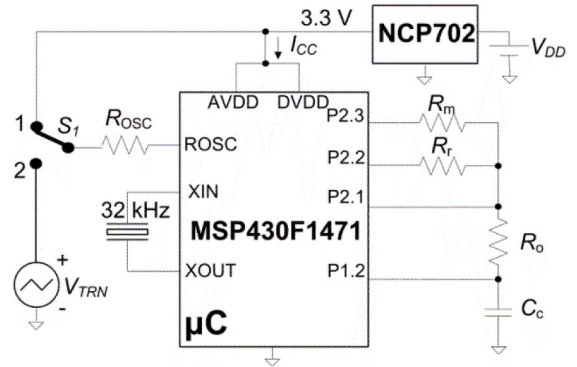 3.3 V
NCP702
I_CC
V_DD
AVDD DVDD
1
S_1
R_OSC
ROSC
P2.3
R_m
2
P2.2
R_r
XIN
P2.1
32 kHz
MSP430F1471
R_o
XOUT
P1.2
+
V_TRN
-
µC
C_c